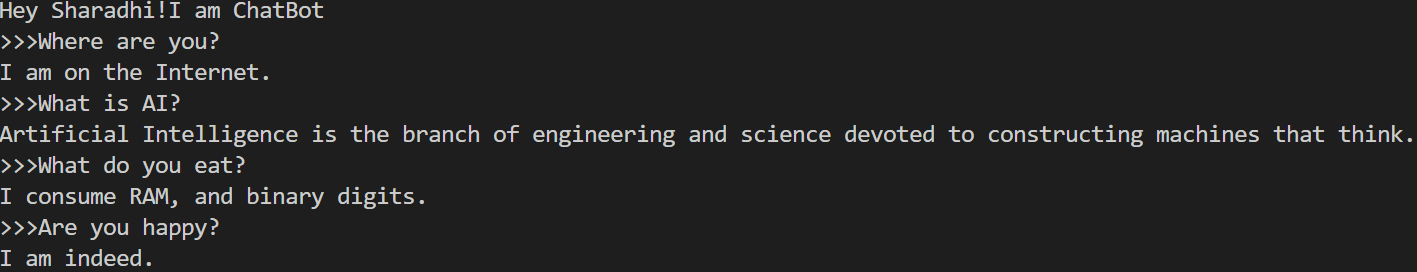 Hey Sharadhi!I am ChatBot
>>>Where are you?
I am on the Internet.
>>>What is AI?
Artificial Intelligence is the branch of engineering and science devoted to constructing machines that think.
>>>What do you eat?
I consume RAM, and binary digits.
>>>Are you happy?
I am indeed.